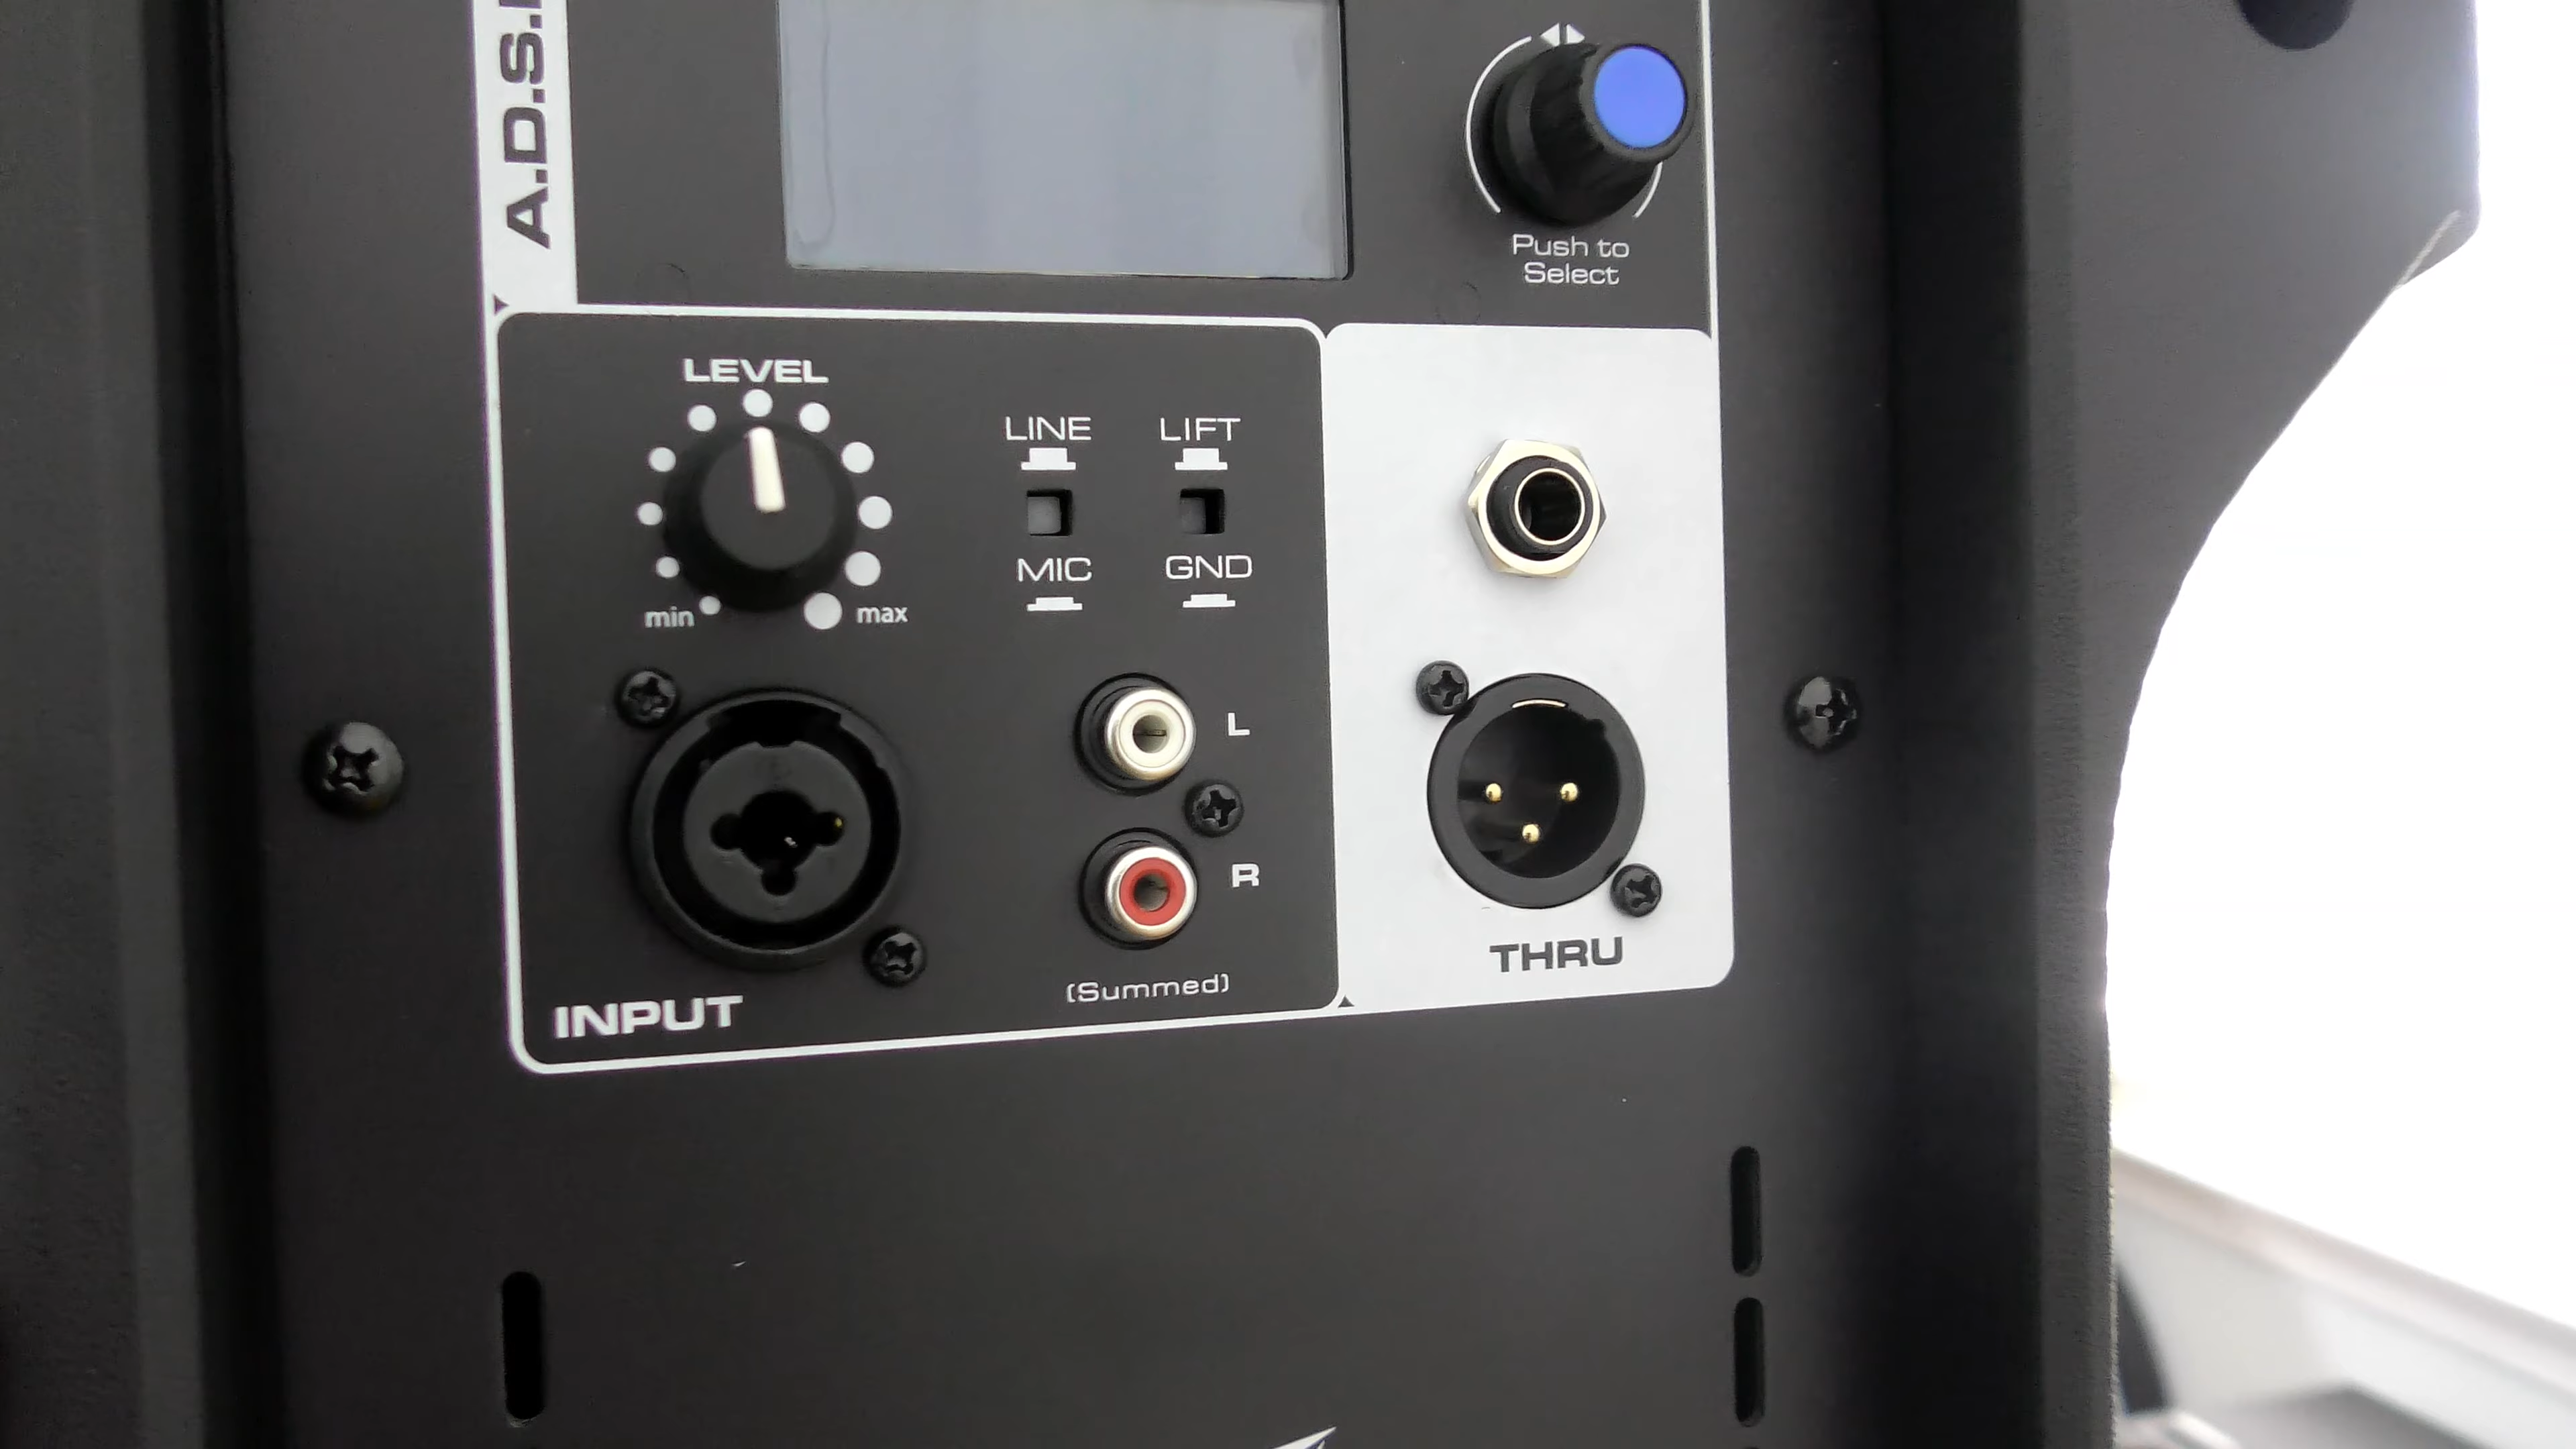 A.D.S.
Push to
Select
LEVEL
LINE
LIFT
MIC
GND
min
max
L
R
(Summed)
THRU
INPUT